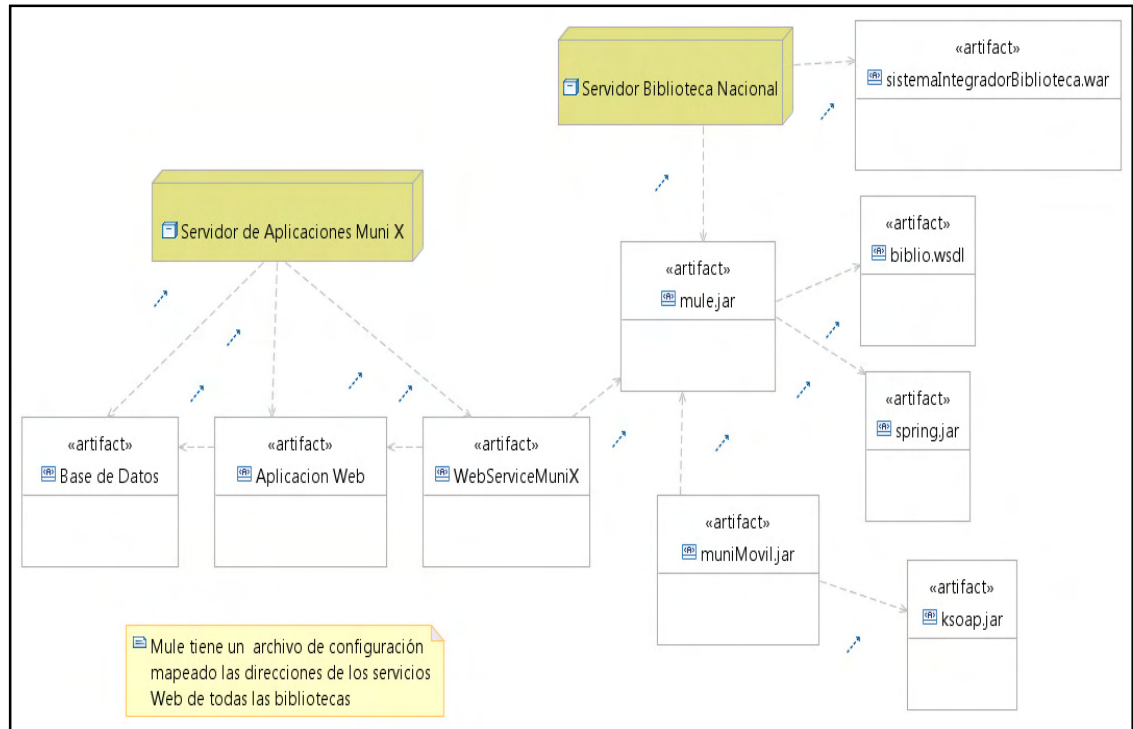 «artifact»
sistemaIntegradorBiblioteca.war
Servidor Biblioteca Nacional
Servidor de Aplicaciones Muni X
«artifact»
biblio.wsdl
«artifact»
mule.jar
«artifact»
spring.jar
«artifact»
Base de Datos
«artifact»
Aplicacion Web
«artifact»
WebServiceMuniX
«artifact»
muniMovil.jar
«artifact»
ksoap.jar
Mule tiene un archivo de configuración
mapeado las direcciones de los servicios
Web de todas las bibliotecas